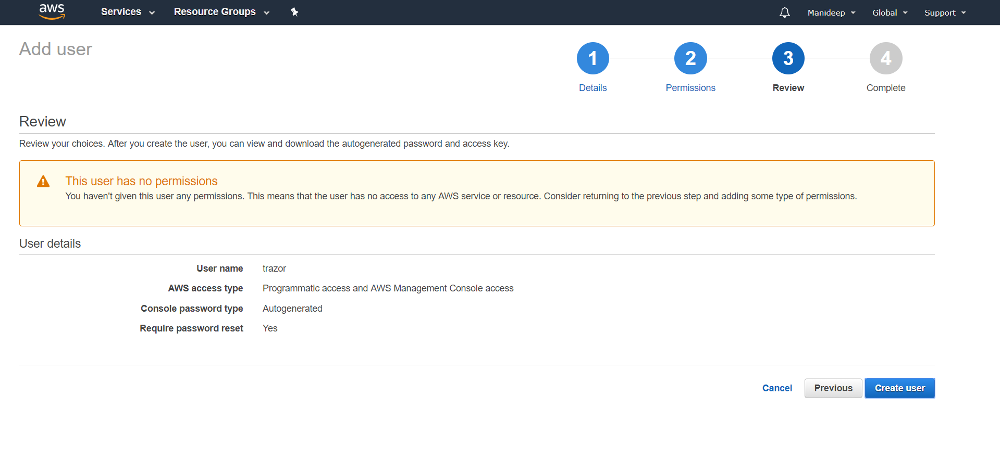 aws Services Resource Groups Manideep Global Support
Add user
1 2 3 4
Details Permissions Review Complete
Review
Review your choices. After you create the user, you can view and download the autogenerated password and access key.
This user has no permissions
You haven't given this user any permissions. This means that the user has no access to any AWS service or resource. Consider returning to the previous step and adding some type of permissions.
User details
User name trazor
AWS access type Programmatic access and AWS Management Console access
Console password type Autogenerated
Require password reset Yes
Cancel Previous Create user